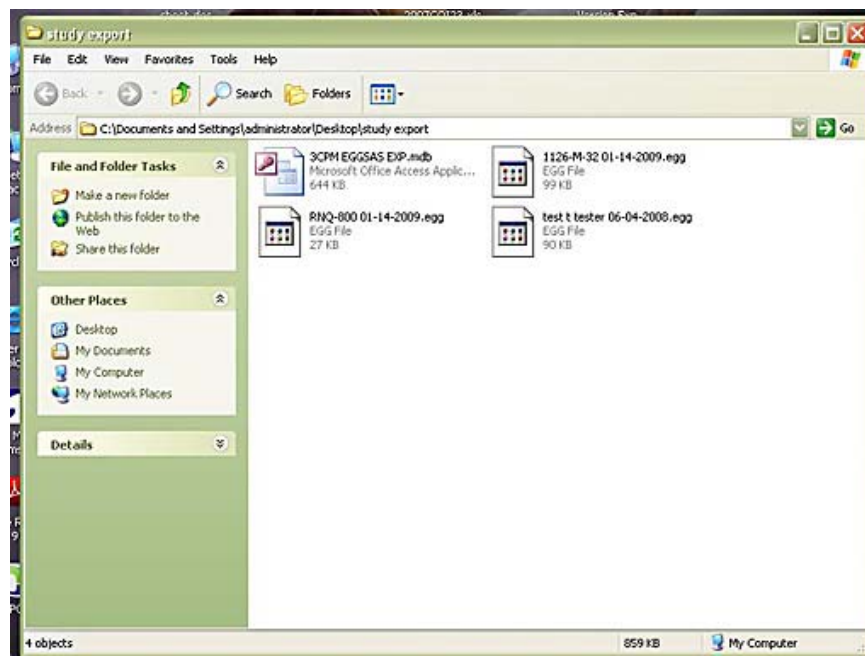 study export
File Edit View Favorites Tools Help
Back Search Folders
Address C:\Documents and Settings\administrator\Desktop\study export Go
File and Folder Tasks
Make a new folder
Publish this folder to the
Web
Share this folder
Other Places
Desktop
My Documents
My Computer
My Network Places
Details
3CPM EGGSAS EXP.mdb
Microsoft Office Access Applic...
644 KB
1126-M-32 01-14-2009.egg
EGG File
99 KB
RNQ-800 01-14-2009.egg
EGG File
27 KB
test t tester 06-04-2008.egg
EGG File
90 KB
4 objects 859 KB My Computer